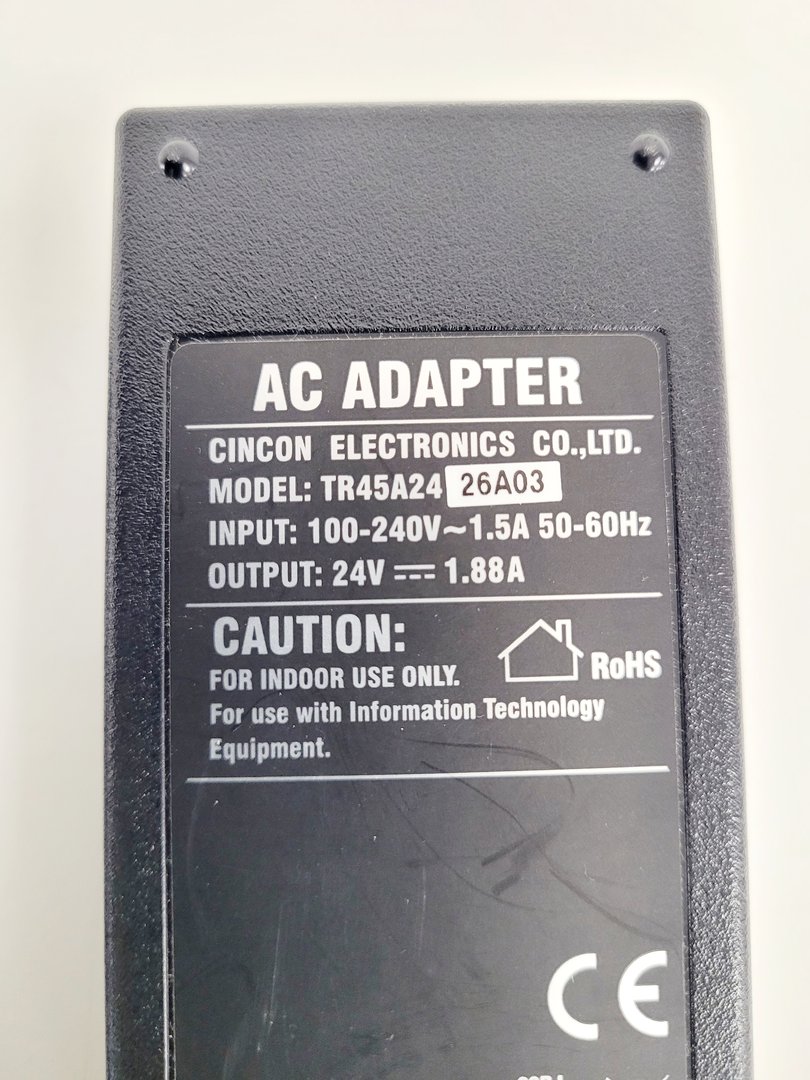 AC ADAPTER
CINCON ELECTRONICS CO.,LTD.
MODEL: TR45A24 26A03
INPUT: 100-240V~1.5A 50-60Hz
OUTPUT: 24V ⎓ 1.88A
CAUTION:
FOR INDOOR USE ONLY.
RoHS
For use with Information Technology
Equipment.
CE